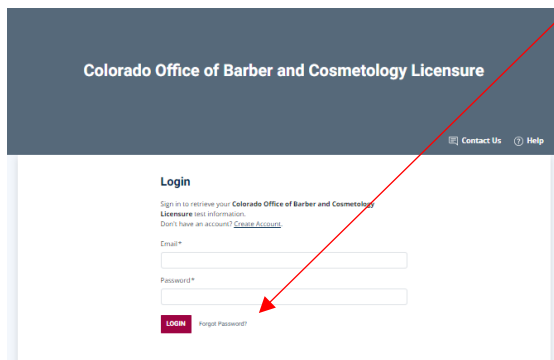 Colorado Office of Barber and Cosmetology Licensure
Contact Us
Help
Login
Sign in to retrieve your Colorado Office of Barber and Cosmetology
Licensure test information.
Don't have an account? Create Account.
Email*
Password*
LOGIN Forgot Password?